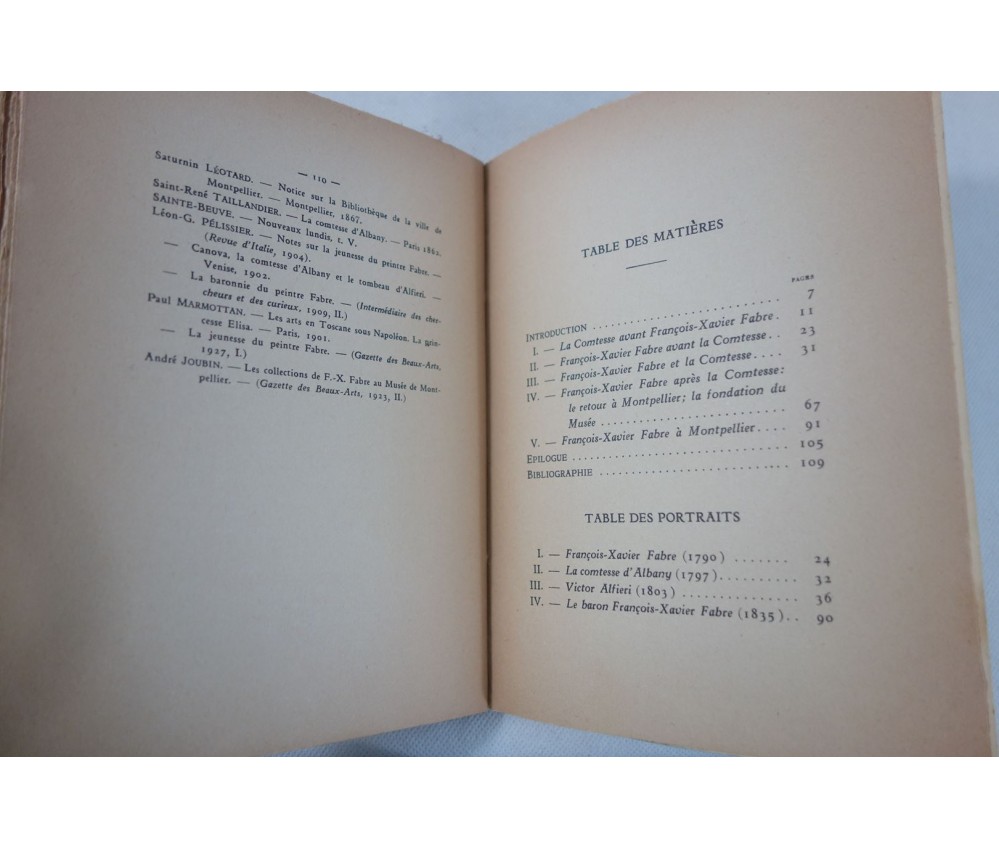 — 110 —
Saturnin LÉOTARD. — Notice sur la Bibliothèque de la ville de
Montpellier. — Montpellier, 1867.
Saint-René TAILLANDIER. — La comtesse d'Albany. — Paris 1862.
SAINTE-BEUVE. — Nouveaux lundis, t. V.
Léon-G. PÉLISSIER. — Notes sur la jeunesse du peintre Fabre. —
(Revue d'Italie, 1904).
— Canova, la comtesse d'Albany et le tombeau d'Alfieri. —
Venise, 1902.
— La baronnie du peintre Fabre. — (Intermédiaire des cher-
cheurs et des curieux, 1909, II.)
Paul MARMOTTAN. — Les arts en Toscane sous Napoléon. La prin-
cesse Elisa. — Paris, 1901.
— La jeunesse du peintre Fabre. — (Gazette des Beaux-Arts,
1927, I.)
André JOUBIN. — Les collections de F.-X. Fabre au Musée de Mont-
pellier. — (Gazette des Beaux-Arts, 1923, II.)
TABLE DES MATIÈRES
PAGES
INTRODUCTION .......................... 7
I. — La Comtesse avant François-Xavier Fabre. 11
II. — François-Xavier Fabre avant la Comtesse. 23
III. — François-Xavier Fabre et la Comtesse.... 31
IV. — François-Xavier Fabre après la Comtesse:
le retour à Montpellier; la fondation du
Musée .......................... 67
V. — François-Xavier Fabre à Montpellier.... 91
EPILOGUE .............................. 105
BIBLIOGRAPHIE ......................... 109
TABLE DES PORTRAITS
I. — François-Xavier Fabre (1790) ....... 24
II. — La comtesse d'Albany (1797).......... 32
III. — Victor Alfieri (1803) ............... 36
IV. — Le baron François-Xavier Fabre (1835).. 90